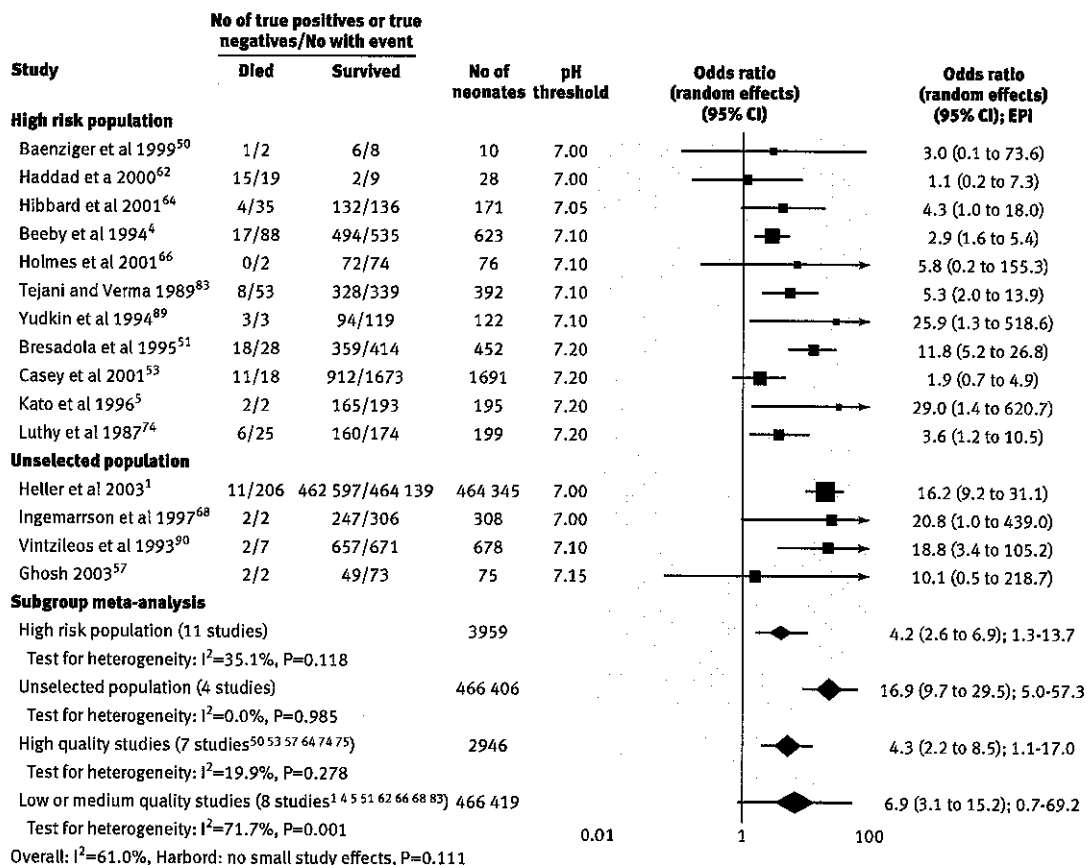 No of true positives or true
negatives/No with event
Study Died Survived No of neonates pH threshold Odds ratio (random effects) (95% CI) Odds ratio (random effects) (95% CI); EPI
High risk population
Baenziger et al 1999⁵⁰ 1/2 6/8 10 7.00 3.0 (0.1 to 73.6)
Haddad et a 2000⁶² 15/19 2/9 28 7.00 1.1 (0.2 to 7.3)
Hibbard et al 2001⁶⁴ 4/35 132/136 171 7.05 4.3 (1.0 to 18.0)
Beeby et al 1994⁴ 17/88 494/535 623 7.10 2.9 (1.6 to 5.4)
Holmes et al 2001⁶⁶ 0/2 72/74 76 7.10 5.8 (0.2 to 155.3)
Tejani and Verma 1989⁸³ 8/53 328/339 392 7.10 5.3 (2.0 to 13.9)
Yudkin et al 1994⁸⁹ 3/3 94/119 122 7.10 25.9 (1.3 to 518.6)
Bresadola et al 1995⁵¹ 18/28 359/414 452 7.20 11.8 (5.2 to 26.8)
Casey et al 2001⁵³ 11/18 912/1673 1691 7.20 1.9 (0.7 to 4.9)
Kato et al 1996⁵ 2/2 165/193 195 7.20 29.0 (1.4 to 620.7)
Luthy et al 1987⁷⁴ 6/25 160/174 199 7.20 3.6 (1.2 to 10.5)
Unselected population
Heller et al 2003¹ 11/206 462 597/464 139 464 345 7.00 16.2 (9.2 to 31.1)
Ingemarrson et al 1997⁶⁸ 2/2 247/306 308 7.00 20.8 (1.0 to 439.0)
Vintzileos et al 1993⁹⁰ 2/7 657/671 678 7.10 18.8 (3.4 to 105.2)
Ghosh 2003⁵⁷ 2/2 49/73 75 7.15 10.1 (0.5 to 218.7)
Subgroup meta-analysis
High risk population (11 studies) 3959 4.2 (2.6 to 6.9); 1.3-13.7
Test for heterogeneity: I²=35.1%, P=0.118
Unselected population (4 studies) 466 406 16.9 (9.7 to 29.5); 5.0-57.3
Test for heterogeneity: I²=0.0%, P=0.985
High quality studies (7 studies⁵⁰ ⁵³ ⁵⁷ ⁶⁴ ⁷⁴ ⁷⁵) 2946 4.3 (2.2 to 8.5); 1.1-17.0
Test for heterogeneity: I²=19.9%, P=0.278
Low or medium quality studies (8 studies¹ ⁴ ⁵ ⁵¹ ⁶² ⁶⁶ ⁶⁸ ⁸³) 466 419 6.9 (3.1 to 15.2); 0.7-69.2
Test for heterogeneity: I²=71.7%, P=0.001
0.01 1 100
Overall: I²=61.0%, Harbord: no small study effects, P=0.111